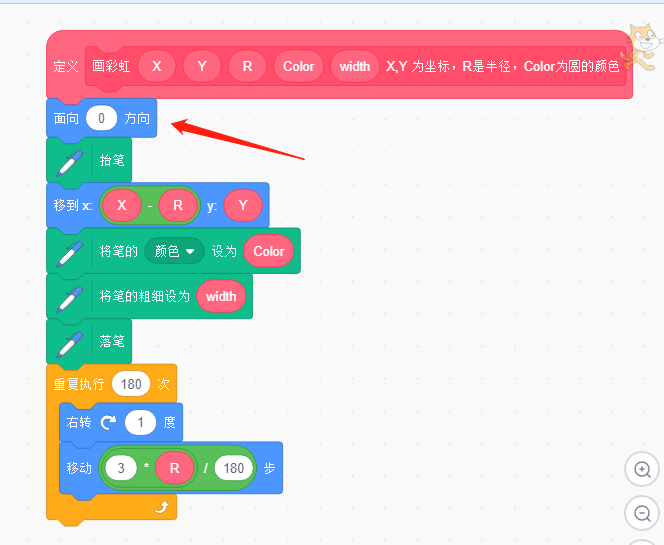 定义 画彩虹 X Y R Color width X,Y 为坐标，R是半径，Color为圆的颜色
面向 0 方向
抬笔
移到 x: X - R y: Y
将笔的 颜色 设为 Color
将笔的粗细设为 width
落笔
重复执行 180 次
右转 1 度
移动 3 * R / 180 步